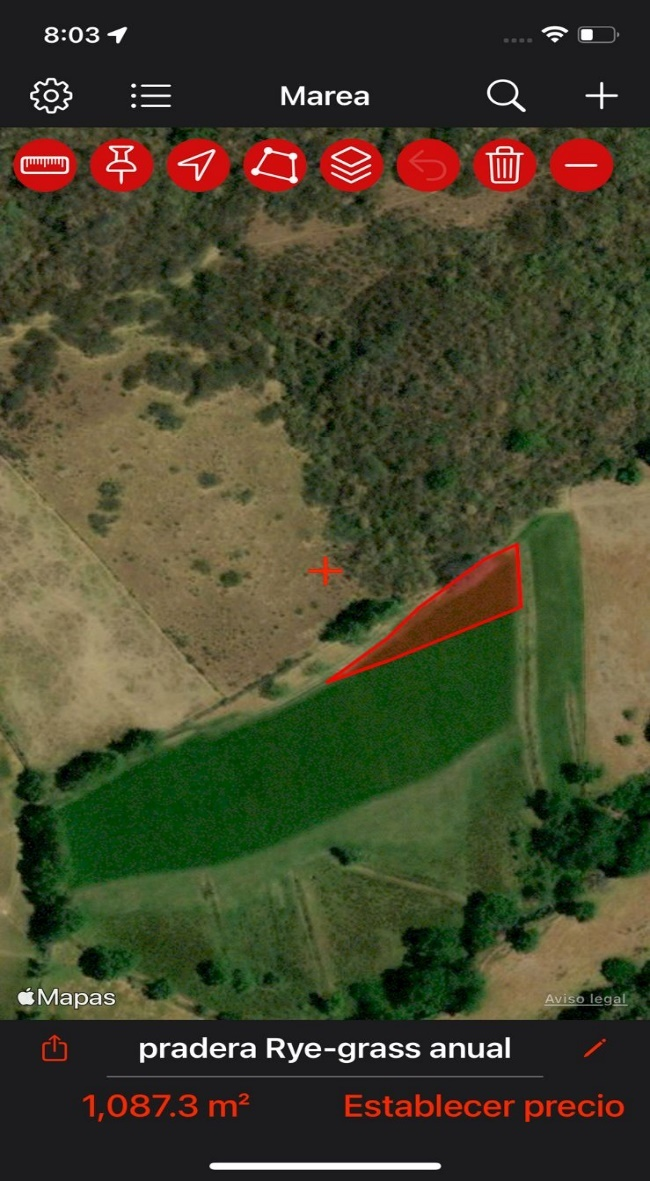 8:03
Marea
Mapas
Aviso legal
pradera Rye-grass anual
1,087.3 m²
Establecer precio